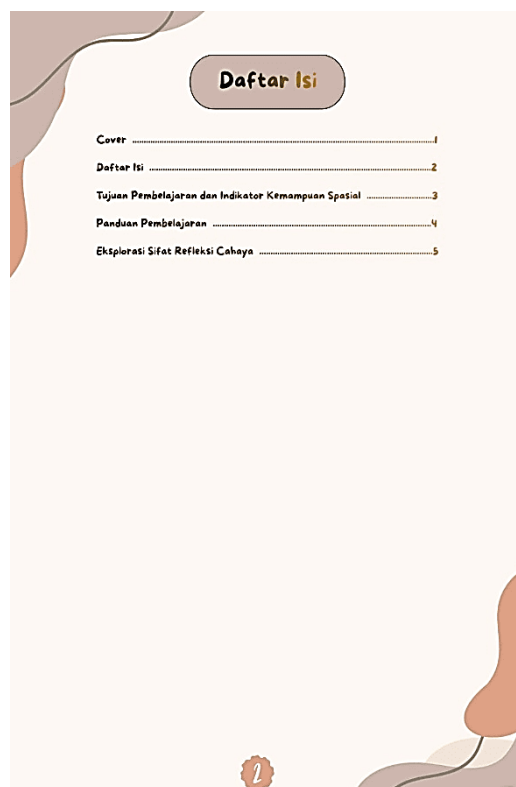 Daftar Isi
Cover ........................................................................1
Daftar Isi ........................................................................2
Tujuan Pembelajaran dan Indikator Kemampuan Spasial .....................3
Panduan Pembelajaran ........................................................................4
Eksplorasi Sifat Refleksi Cahaya ............................................................5
2